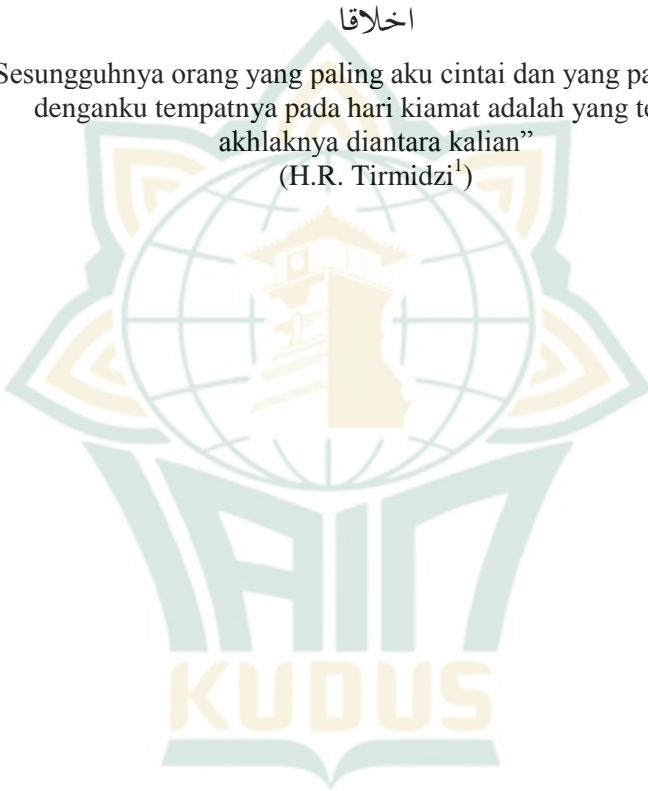 اخلاقا
Sesungguhnya orang yang paling aku cintai dan yang pa
denganku tempatnya pada hari kiamat adalah yang te
akhlaknya diantara kalian”
(H.R. Tirmidzi1)
IAIN
KUDUS